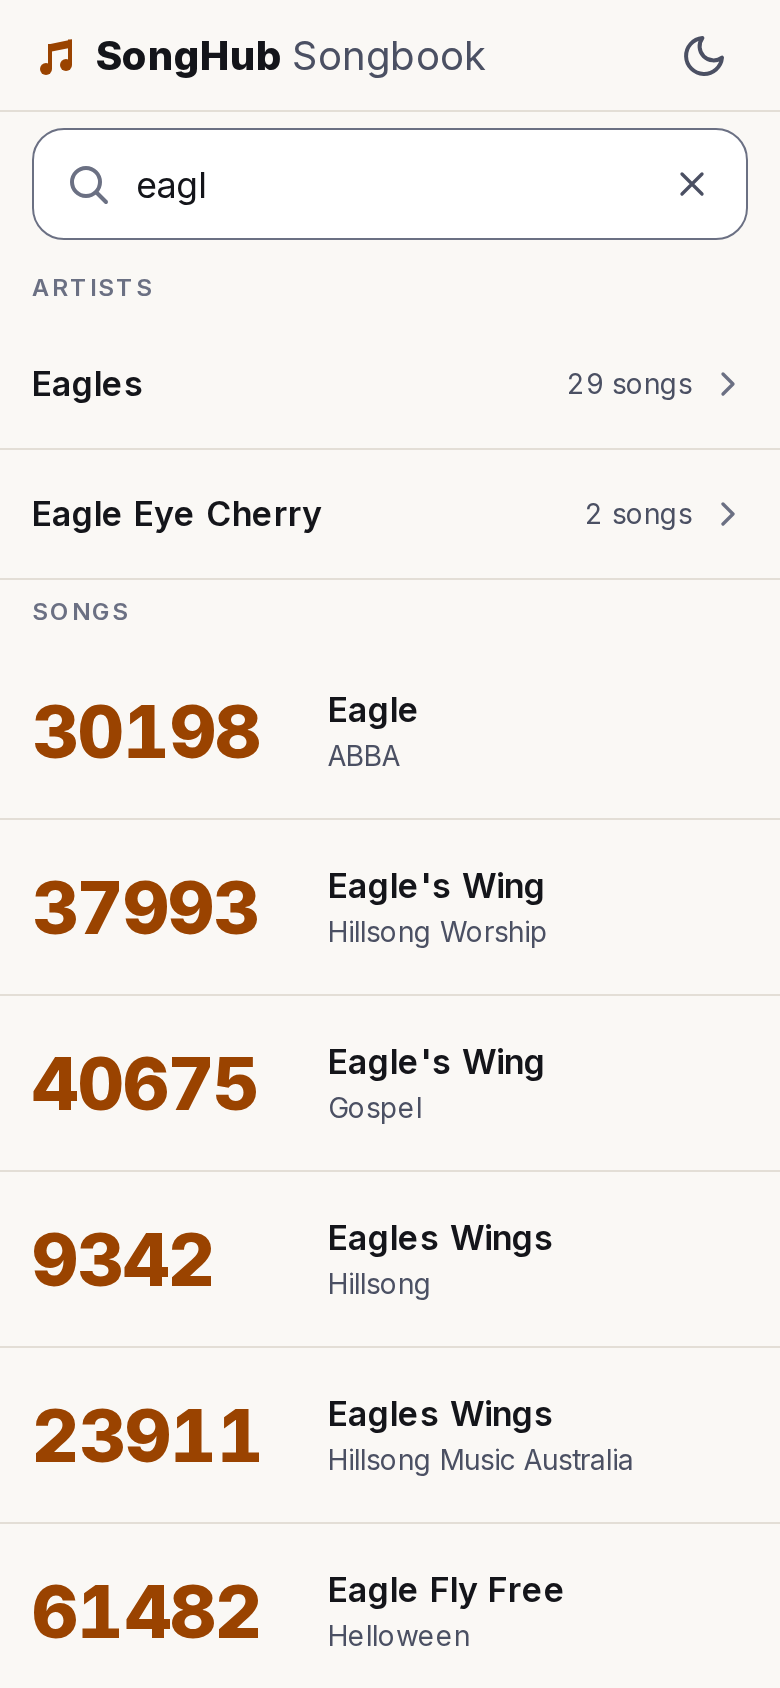 SongHub Songbook
eagl
ARTISTS
Eagles 29 songs
Eagle Eye Cherry 2 songs
SONGS
30198 Eagle
ABBA
37993 Eagle's Wing
Hillsong Worship
40675 Eagle's Wing
Gospel
9342 Eagles Wings
Hillsong
23911 Eagles Wings
Hillsong Music Australia
61482 Eagle Fly Free
Helloween